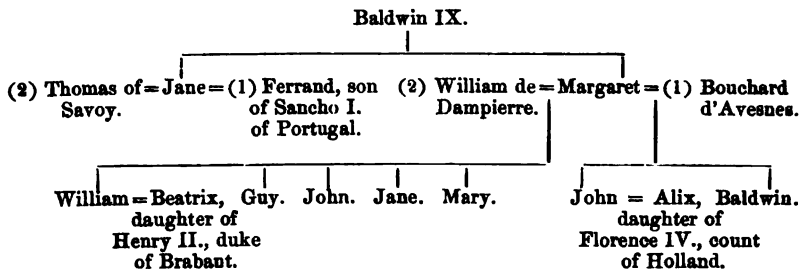 Baldwin IX.
(2) Thomas of = Jane = (1) Ferrand, son (2) William de = Margaret = (1) Bouchard
Savoy. of Sancho I. Dampierre. d'Avesnes.
of Portugal.
William = Beatrix, Guy. John. Jane. Mary. John = Alix, Baldwin.
daughter of daughter of
Henry II., duke Florence IV., count
of Brabant. of Holland.